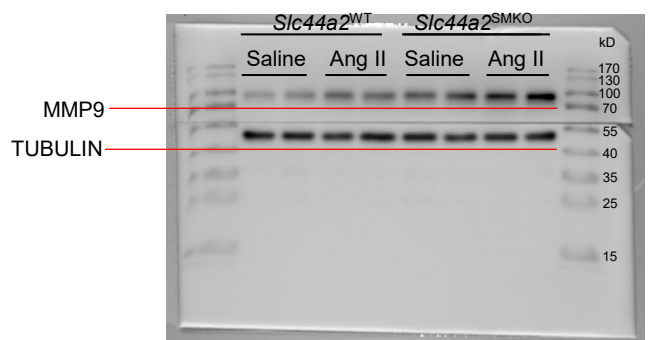 Slc44a2WT Slc44a2SMKO
kD
Saline Ang II Saline Ang II
170
130
100
MMP9
70
55
TUBULIN
40
35
25
15